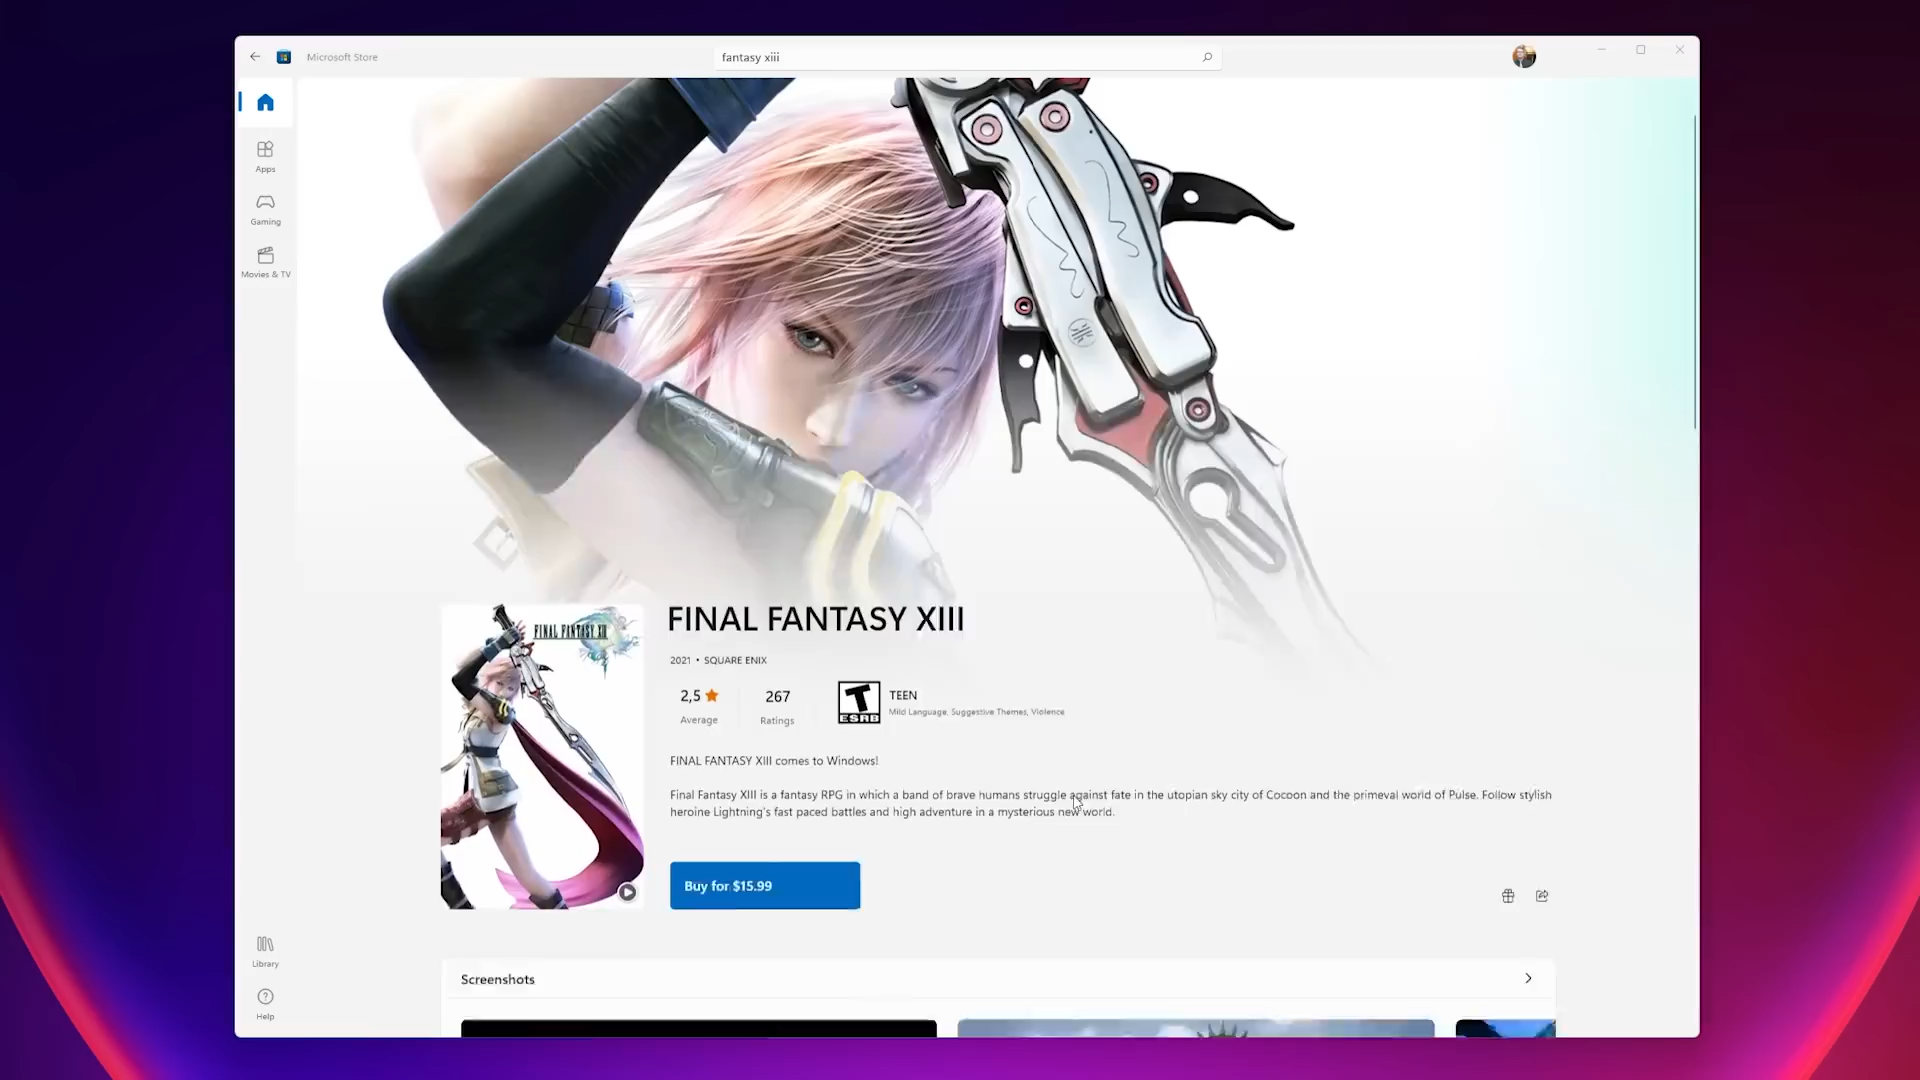 Microsoft Store
fantasy xiii
Apps
Gaming
Movies & TV
FINAL FANTASY XIII
FINAL FANTASY XIII
2021 • SQUARE ENIX
2,5
Average
267
Ratings
T
ESRB
TEEN
Mild Language, Suggestive Themes, Violence
FINAL FANTASY XIII comes to Windows!
Final Fantasy XIII is a fantasy RPG in which a band of brave humans struggle against fate in the utopian sky city of Cocoon and the primeval world of Pulse. Follow stylish
heroine Lightning's fast paced battles and high adventure in a mysterious new world.
Buy for $15.99
Library
Help
Screenshots